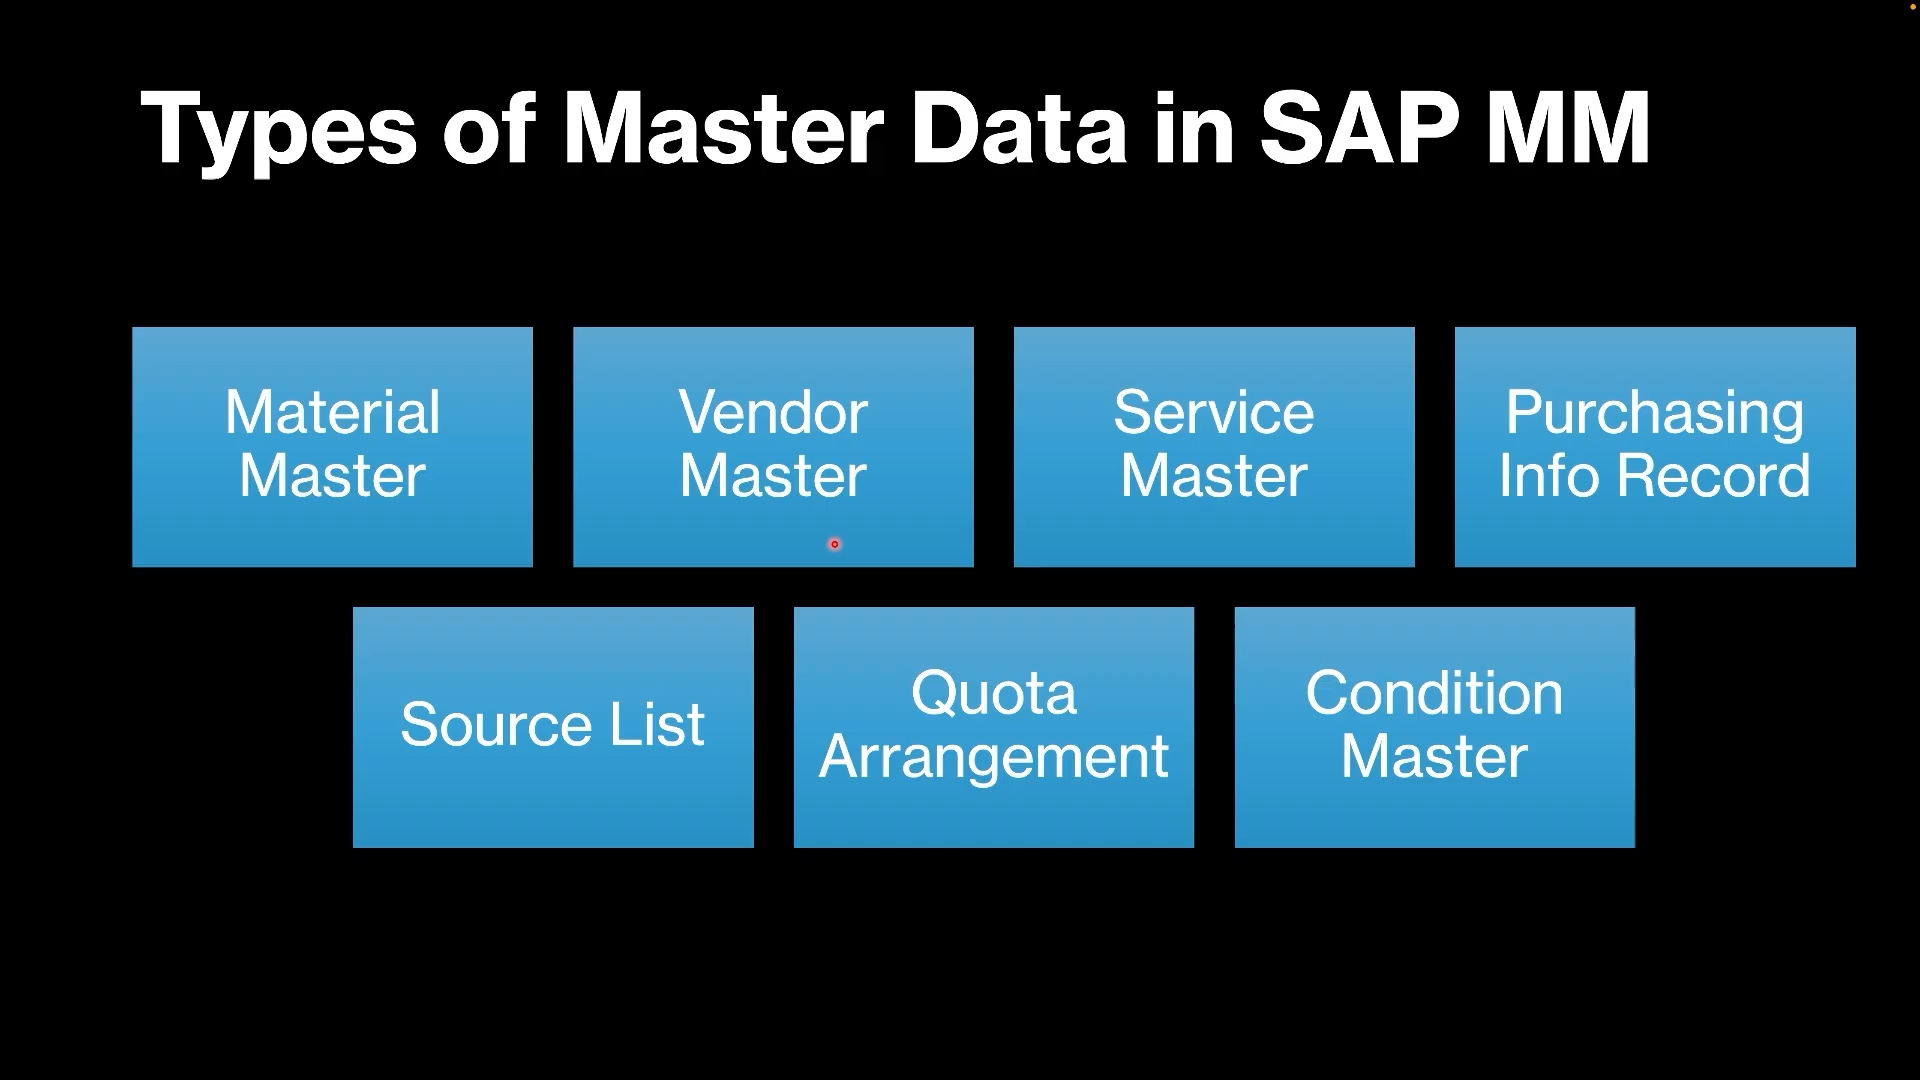 Types of Master Data in SAP MM
Material
Master
Vendor
Master
Service
Master
Purchasing
Info Record
Source List
Quota
Arrangement
Condition
Master